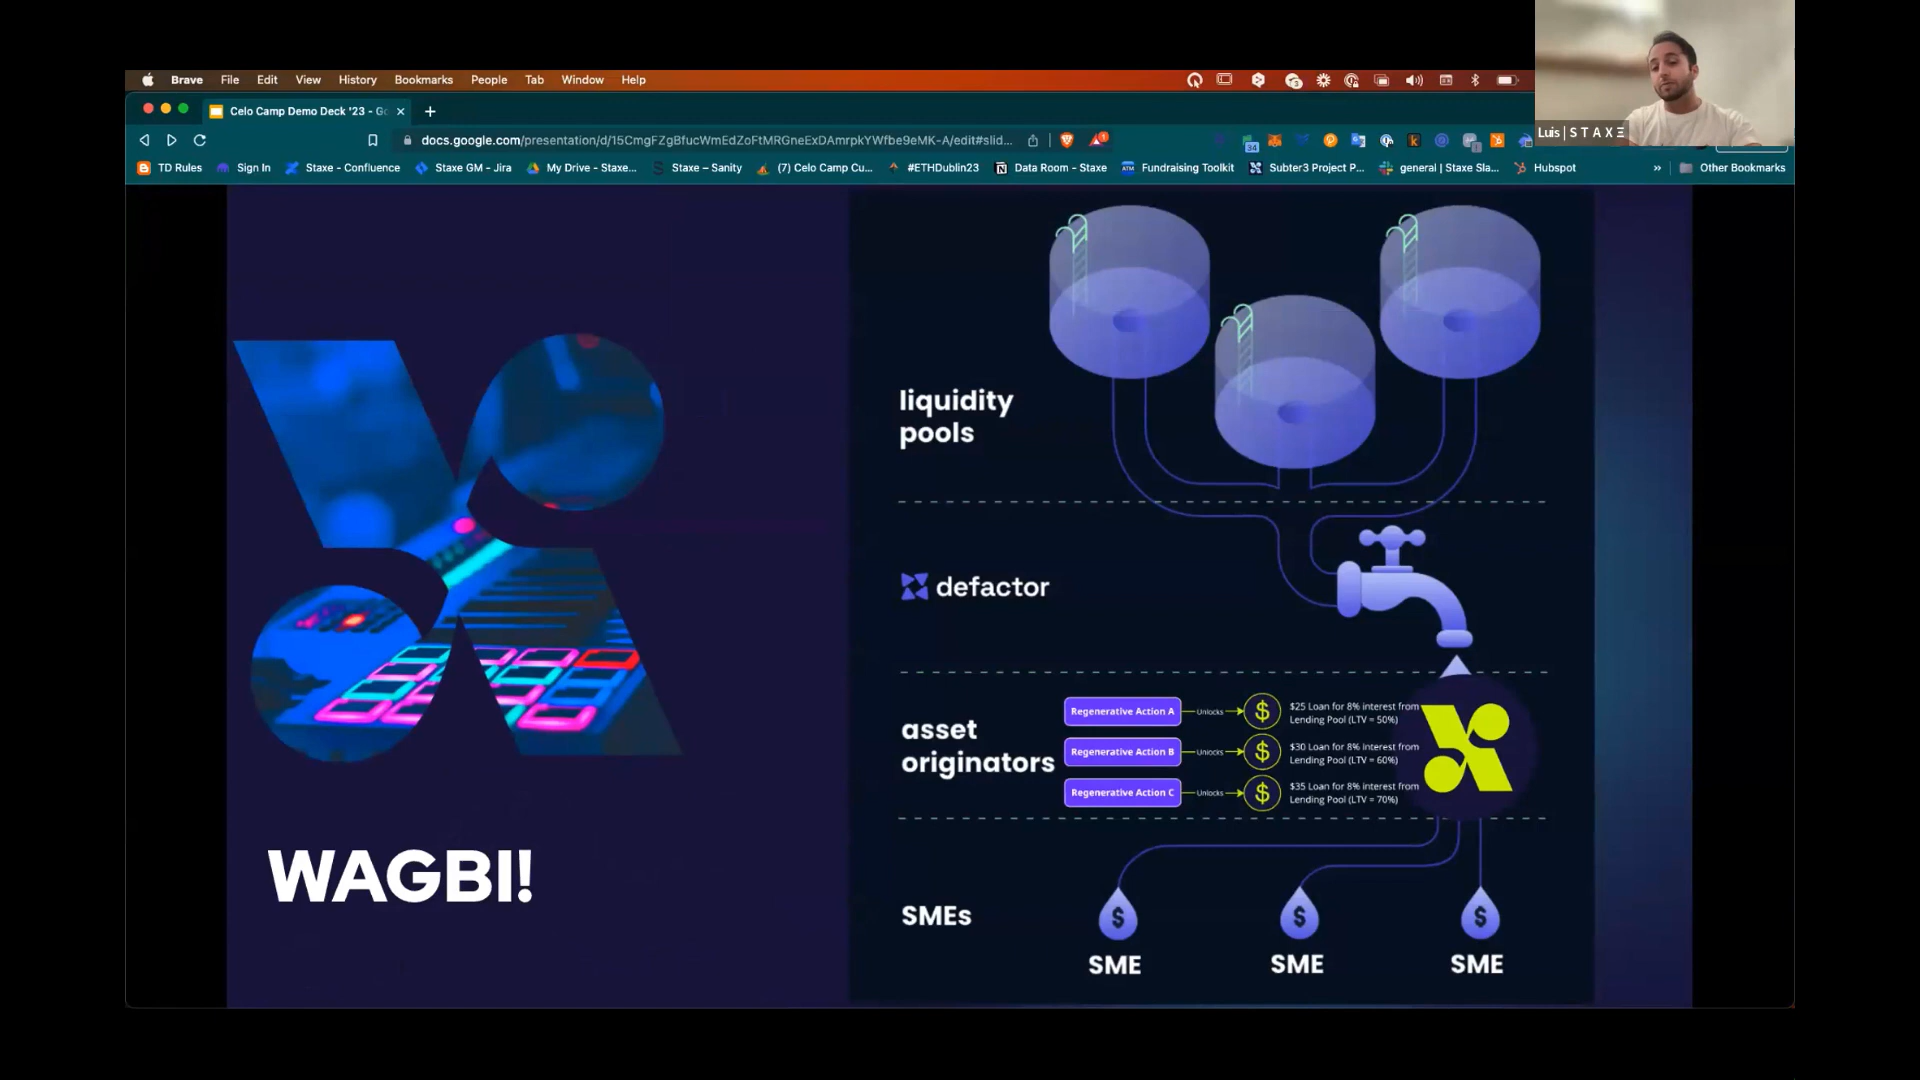 Brave File Edit View History Bookmarks People Tab Window Help
Celo Camp Demo Deck '23 - Go
docs.google.com/presentation/d/15CmgFZgBfucWmEdZoFtMRGneExDAmrpkYWfbe9eMK-A/edit#slid...
34
TD Rules Sign In Staxe - Confluence Staxe GM - Jira My Drive - Staxe... Staxe – Sanity (7) Celo Camp Cu... #ETHDublin23 Data Room - Staxe Fundraising Toolkit Subter3 Project P... general | Staxe Sla... Hubspot » Other Bookmarks
Luis | S T A X Ξ
liquidity
pools
defactor
asset
originators
Regenerative Action A Unlocks $ $25 Loan for 8% interest from
Lending Pool (LTV = 50%)
Regenerative Action B Unlocks $ $30 Loan for 8% Interest from
Lending Pool (LTV = 60%)
Regenerative Action C Unlocks $ $35 Loan for 8% interest from
Lending Pool (LTV = 70%)
WAGBI!
SMEs
$ $ $
SME SME SME